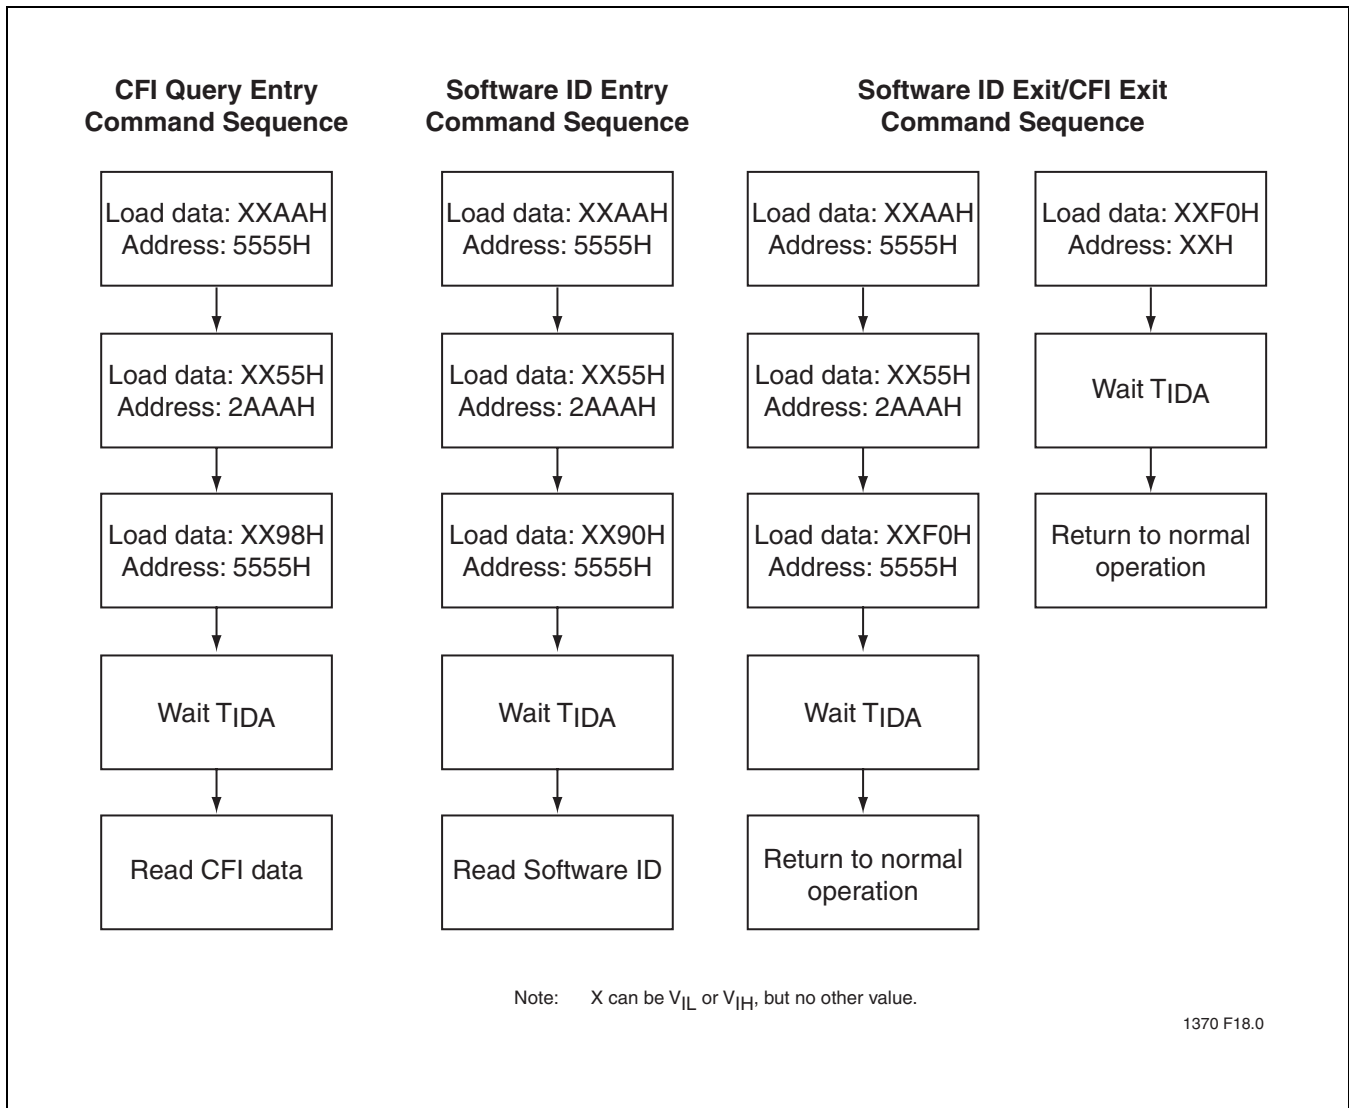 CFI Query Entry
Command Sequence
Load data: XXAAH
Address: 5555H
Load data: XX55H
Address: 2AAAH
Load data: XX98H
Address: 5555H
Wait TIDA
Read CFI data
Software ID Entry
Command Sequence
Load data: XXAAH
Address: 5555H
Load data: XX55H
Address: 2AAAH
Load data: XX90H
Address: 5555H
Wait TIDA
Read Software ID
Software ID Exit/CFI Exit
Command Sequence
Load data: XXAAH
Address: 5555H
Load data: XX55H
Address: 2AAAH
Load data: XXF0H
Address: 5555H
Wait TIDA
Return to normal
operation
Load data: XXF0H
Address: XXH
Wait TIDA
Return to normal
operation
Note: X can be VIL or VIH, but no other value.
1370 F18.0